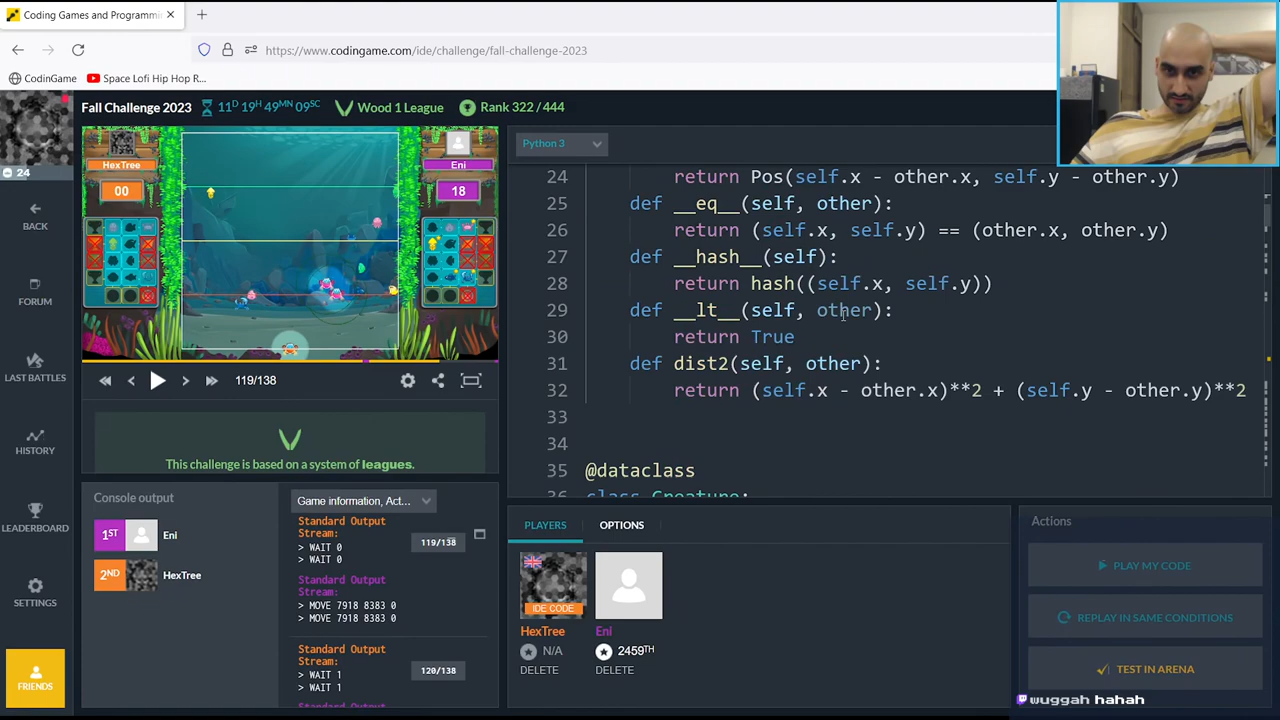 Coding Games and Programmi
https://www.codingame.com/ide/challenge/fall-challenge-2023
CodinGame
Space Lofi Hip Hop R...
Fall Challenge 2023
11D 19H 49MN 09SC
Wood 1 League
Rank 322 / 444
24
HexTree
Eni
00
18
119/138
BACK
FORUM
LAST BATTLES
HISTORY
LEADERBOARD
SETTINGS
FRIENDS
This challenge is based on a system of leagues.
Python 3
24 return Pos(self.x - other.x, self.y - other.y)
25 def __eq__(self, other):
26 return (self.x, self.y) == (other.x, other.y)
27 def __hash__(self):
28 return hash((self.x, self.y))
29 def __lt__(self, other):
30 return True
31 def dist2(self, other):
32 return (self.x - other.x)**2 + (self.y - other.y)**2
33
34
35 @dataclass
36 class Creature:
Console output
Game information, Act...
1ST Eni
2ND HexTree
Standard Output
Stream:
> WAIT 0
> WAIT 0
119/138
Standard Output
Stream:
> MOVE 7918 8383 0
> MOVE 7918 8383 0
Standard Output
Stream:
> WAIT 1
> WAIT 1
120/138
PLAYERS
OPTIONS
IDE CODE
HexTree
N/A
DELETE
Eni
2459TH
DELETE
Actions
PLAY MY CODE
REPLAY IN SAME CONDITIONS
TEST IN ARENA
wuggah hahah